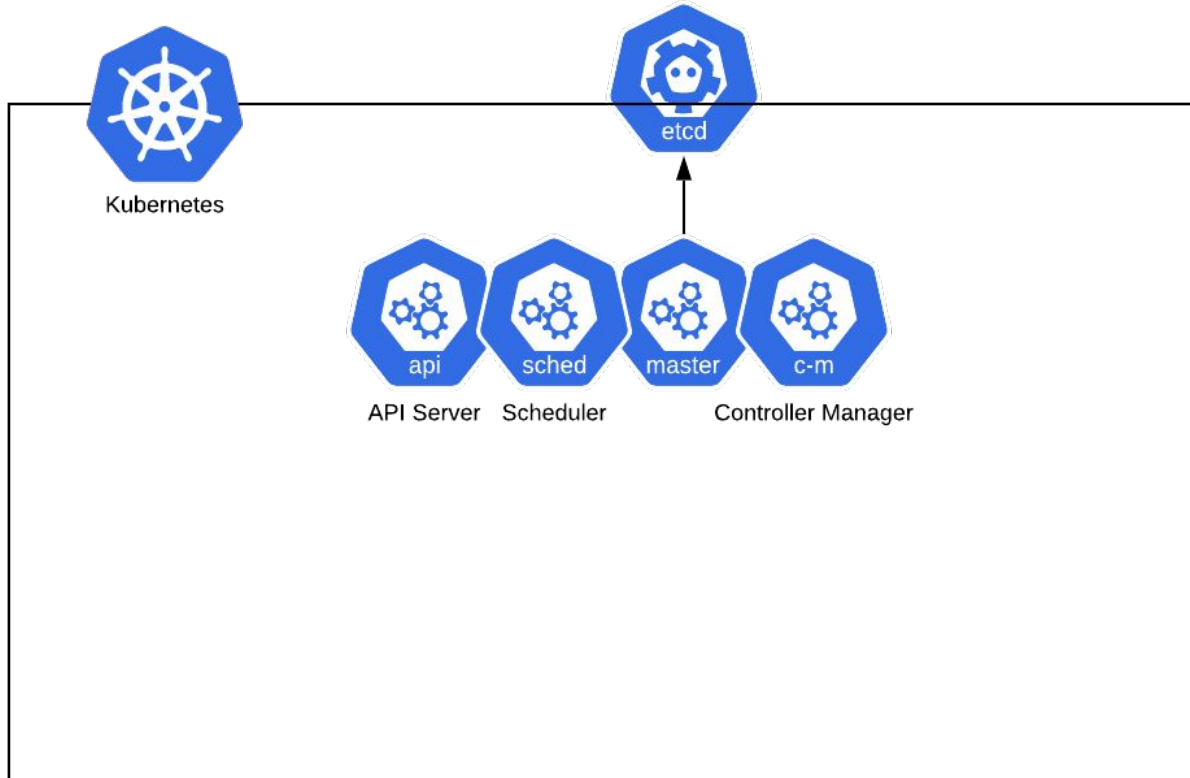 etcd
Kubernetes
api
sched
master
c-m
API Server
Scheduler
Controller Manager